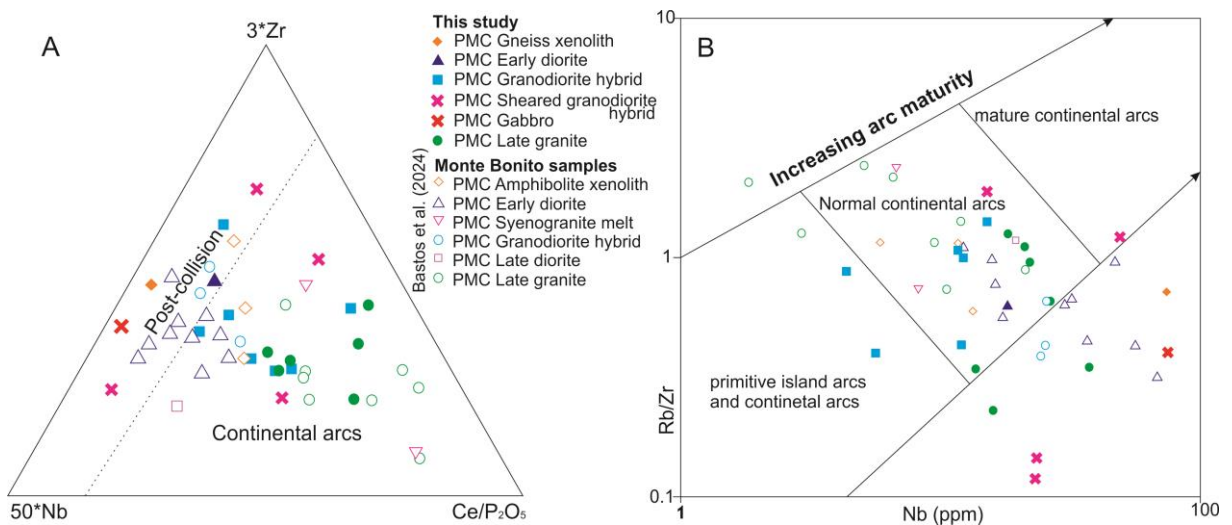 A
3*Zr
50*Nb
Ce/P₂O₅
Post-collision
Continental arcs
This study
PMC Gneiss xenolith
PMC Early diorite
PMC Granodiorite hybrid
PMC Sheared granodiorite
hybrid
PMC Gabbro
PMC Late granite
Monte Bonito samples
Bastos et al. (2024)
PMC Amphibolite xenolith
PMC Early diorite
PMC Syenogranite melt
PMC Granodiorite hybrid
PMC Late diorite
PMC Late granite
B
10
1
0.1
Rb/Zr
Increasing arc maturity
mature continental arcs
Normal continental arcs
primitive island arcs
and continetal arcs
1
Nb (ppm)
100